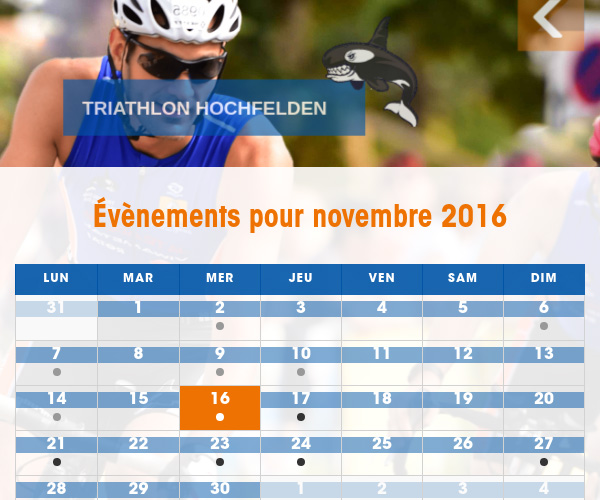 586
TRIATHLON HOCHFELDEN
Évènements pour novembre 2016
LUN MAR MER JEU VEN SAM DIM
31 1 2 3 4 5 6
7 8 9 10 11 12 13
14 15 16 17 18 19 20
21 22 23 24 25 26 27
28 29 30 1 2 3 4